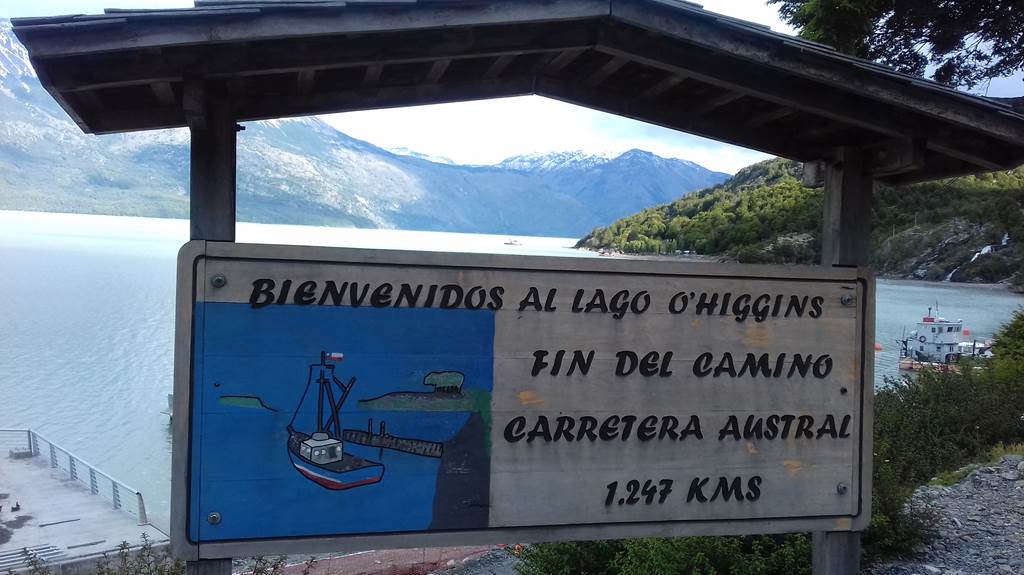 BIENVENIDOS AL LAGO O'HIGGINS
FIN DEL CAMINO
CARRETERA AUSTRAL
1.247 KMS